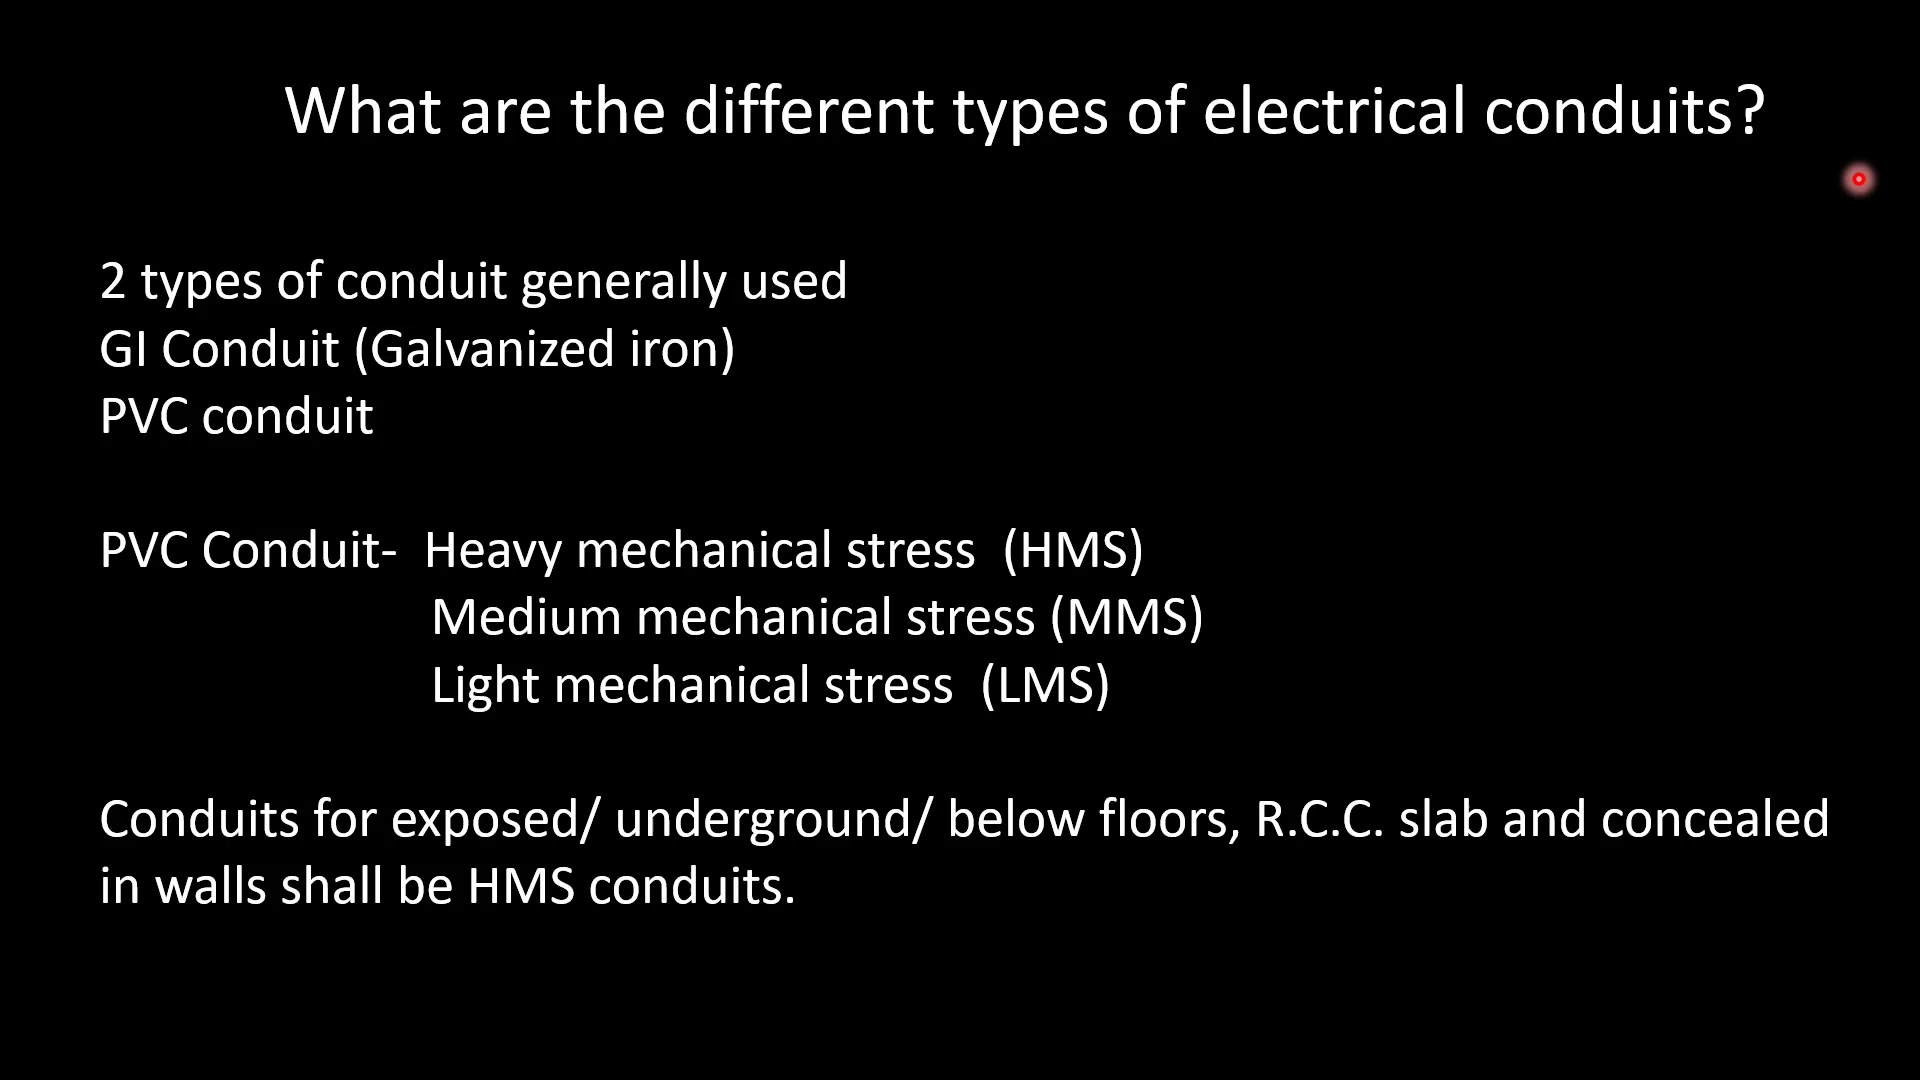 What are the different types of electrical conduits?
2 types of conduit generally used
GI Conduit (Galvanized iron)
PVC conduit
PVC Conduit- Heavy mechanical stress (HMS)
Medium mechanical stress (MMS)
Light mechanical stress (LMS)
Conduits for exposed/ underground/ below floors, R.C.C. slab and concealed
in walls shall be HMS conduits.